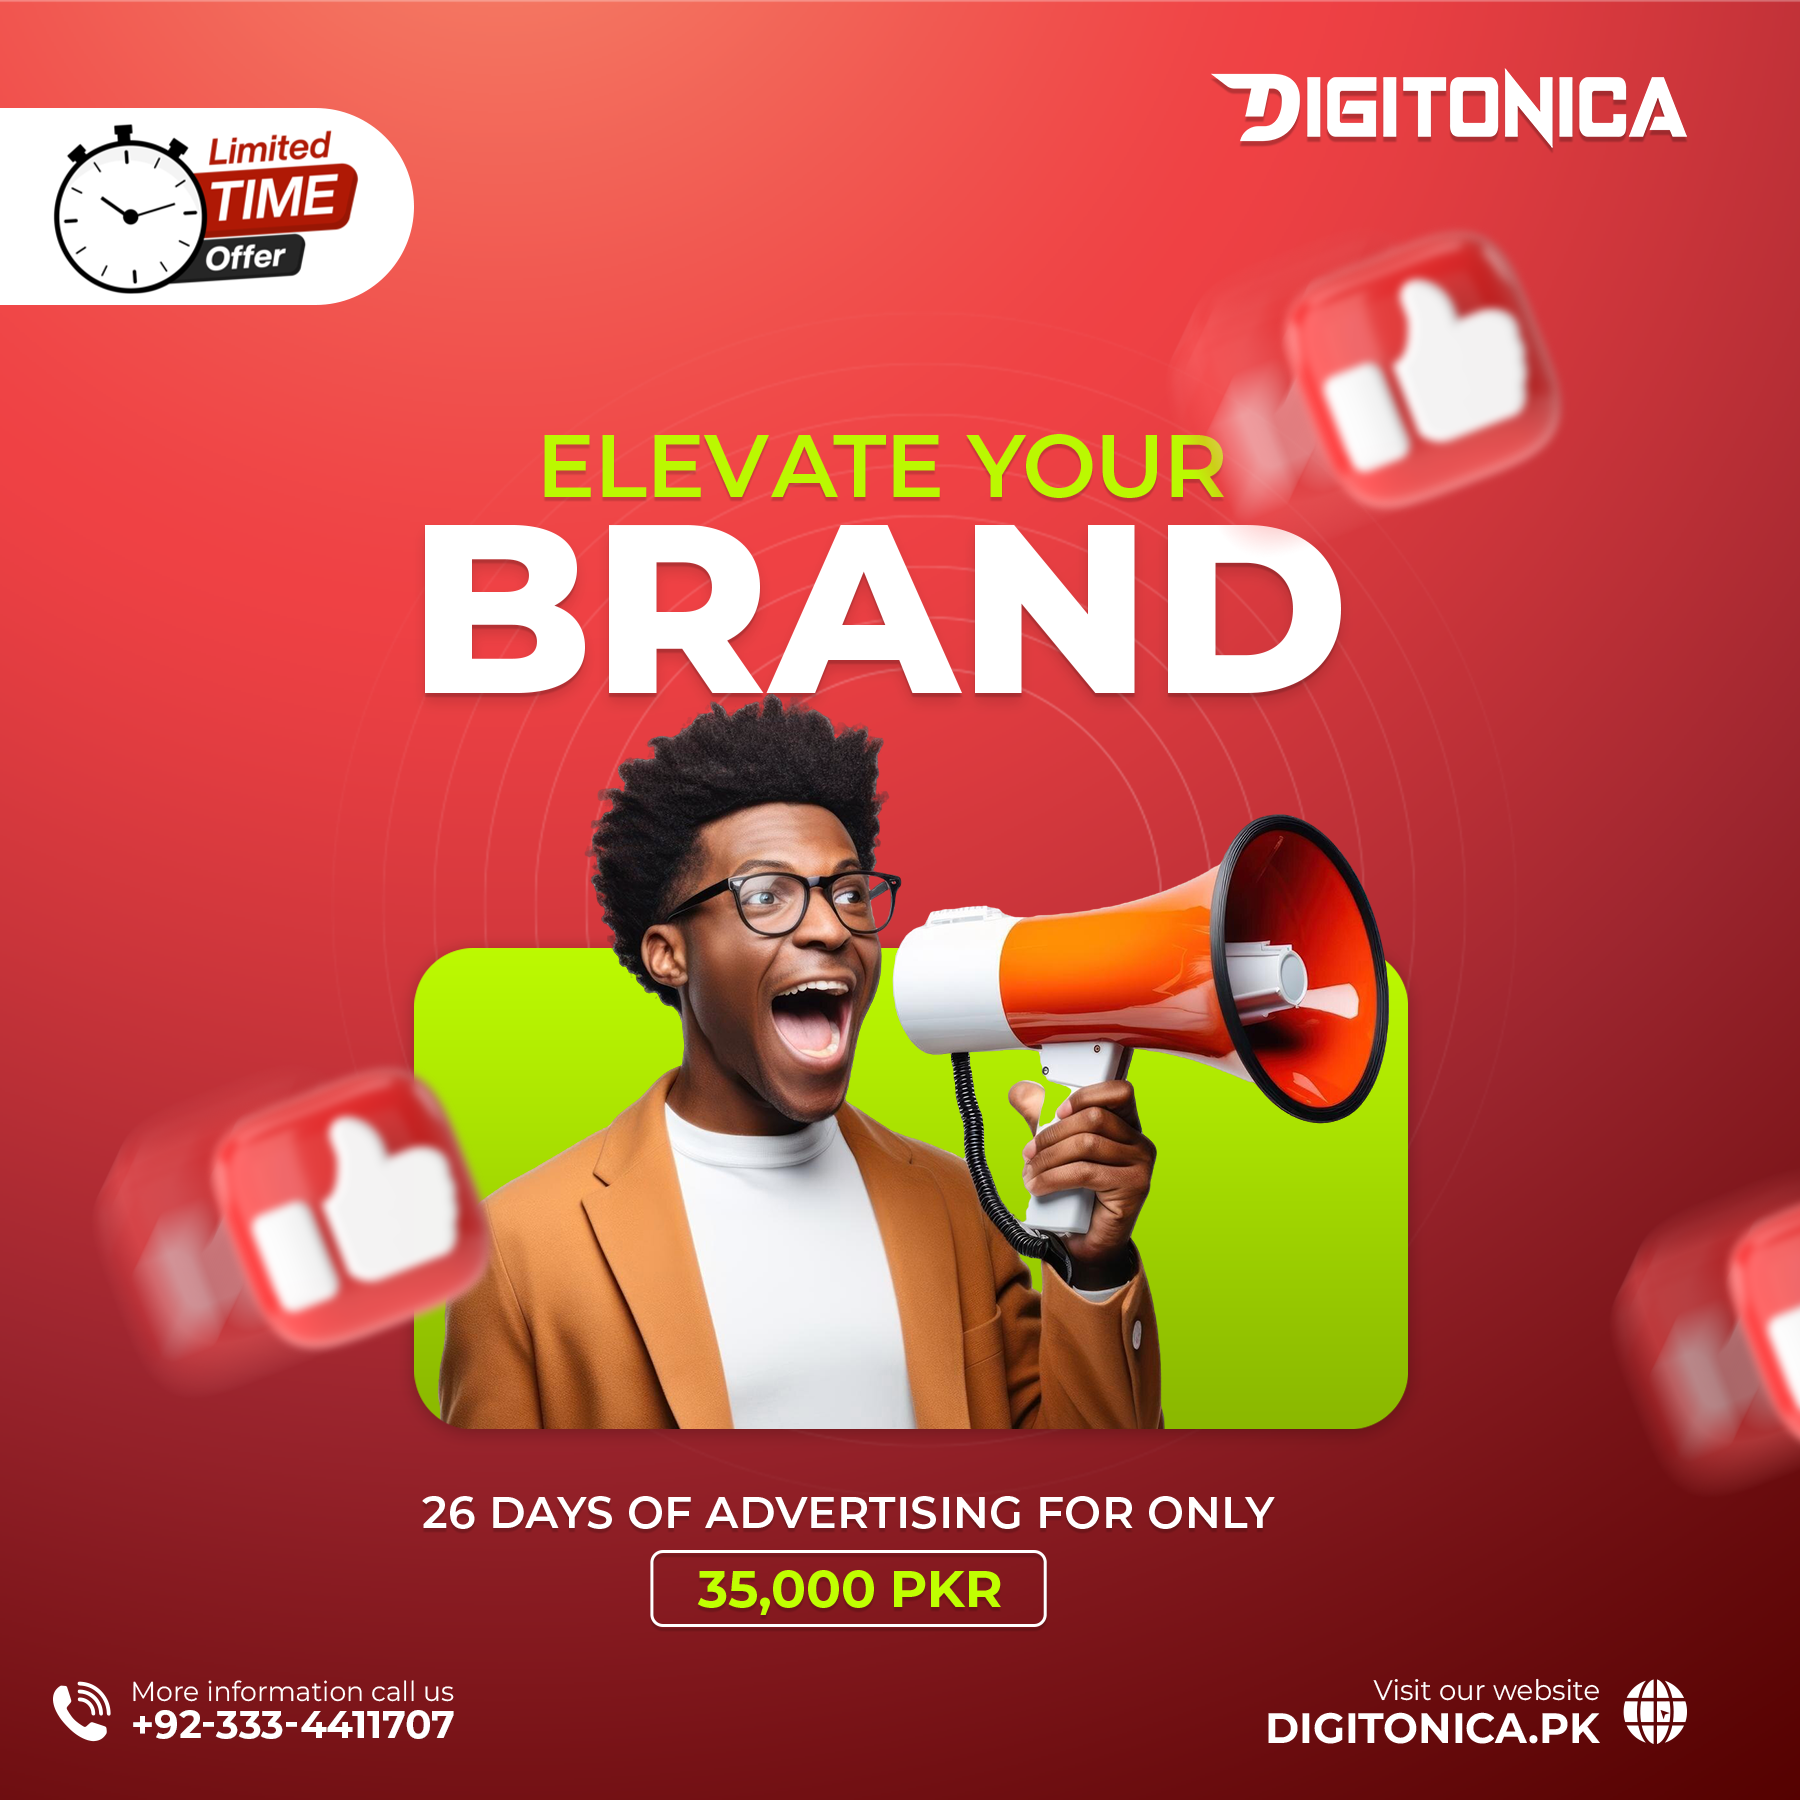 DIGITONICA
Limited
TIME
Offer
ELEVATE YOUR
BRAND
26 DAYS OF ADVERTISING FOR ONLY
35,000 PKR
More information call us
+92-333-4411707
Visit our website
DIGITONICA.PK